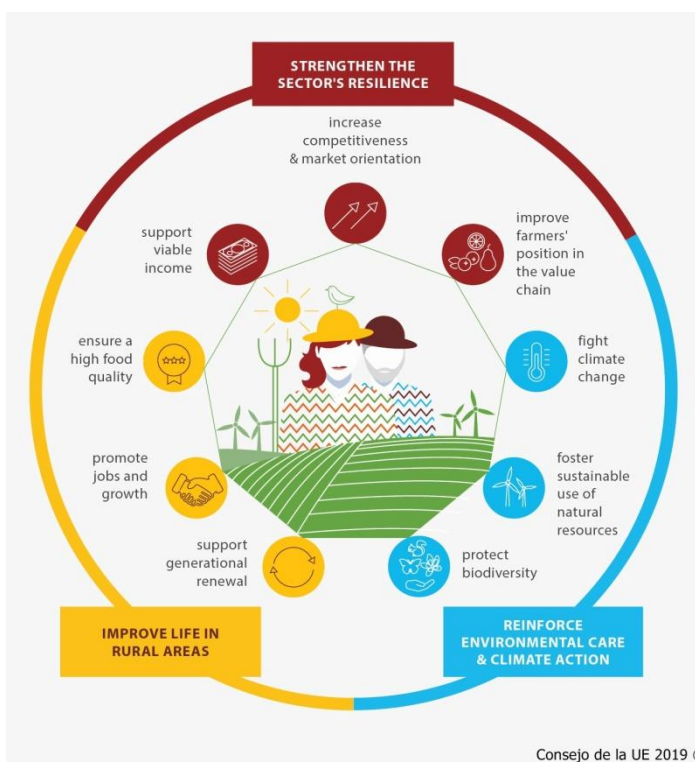 STRENGTHEN THE
SECTOR'S RESILIENCE
increase
competitiveness
& market orientation
support
viable
income
improve
farmers'
position in
the value
chain
ensure a
high food
quality
fight
climate
change
promote
jobs and
growth
foster
sustainable
use of
natural
resources
support
generational
renewal
protect
biodiversity
IMPROVE LIFE IN
RURAL AREAS
REINFORCE
ENVIRONMENTAL CARE
& CLIMATE ACTION
Consejo de la UE 2019 ©